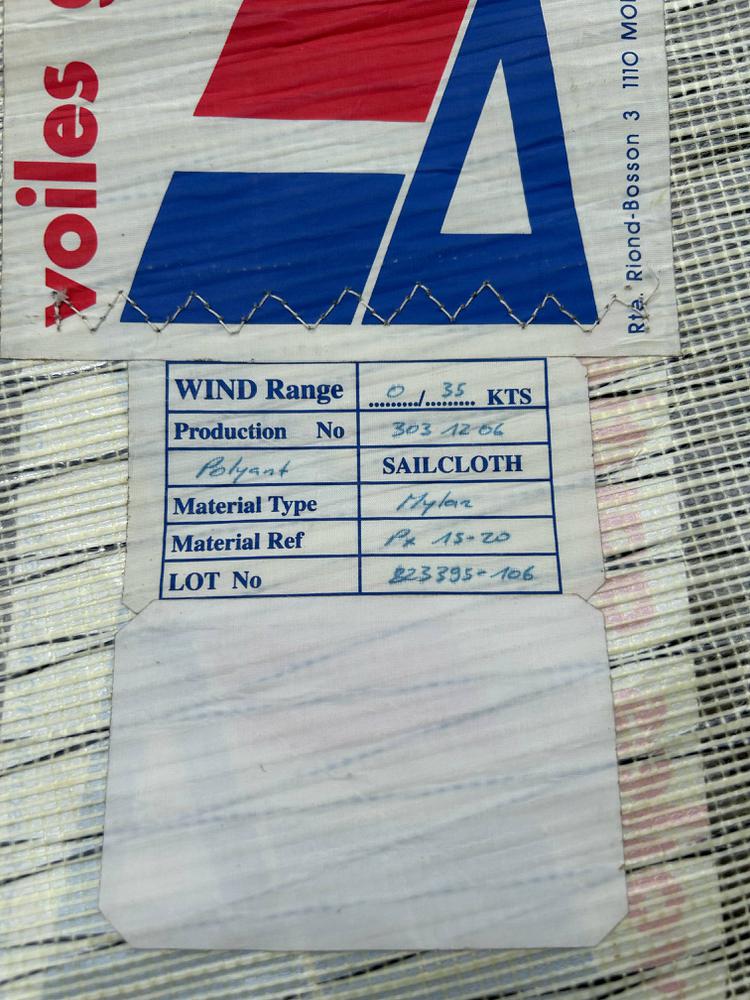 voiles
Rte. Riond-Bosson 3 1110
WIND Range 0 / 35 KTS
Production No 303 12 06
Polyant SAILCLOTH
Material Type Mylar
Material Ref Px 15-20
LOT No 823395-106